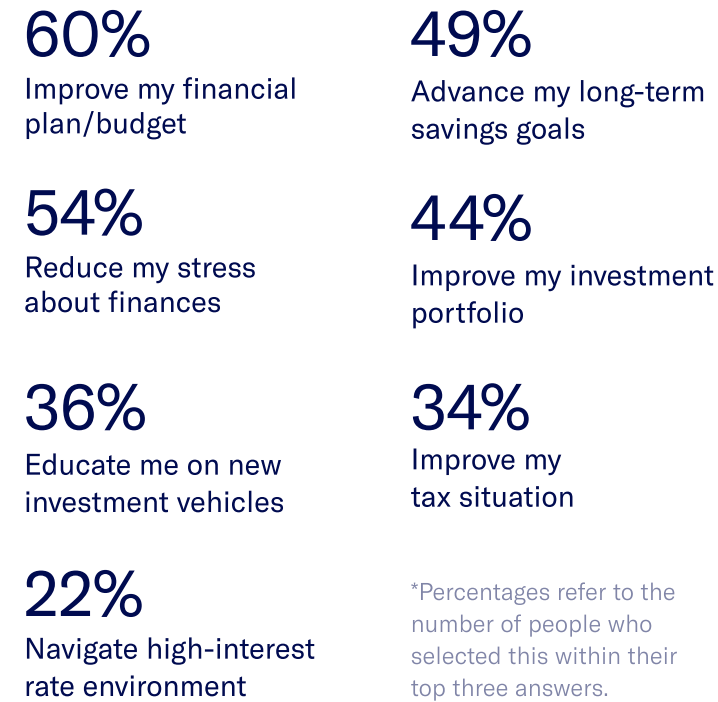 60%
Improve my financial
plan/budget
49%
Advance my long-term
savings goals
54%
Reduce my stress
about finances
44%
Improve my investment
portfolio
36%
Educate me on new
investment vehicles
34%
Improve my
tax situation
22%
Navigate high-interest
rate environment
*Percentages refer to the
number of people who
selected this within their
top three answers.